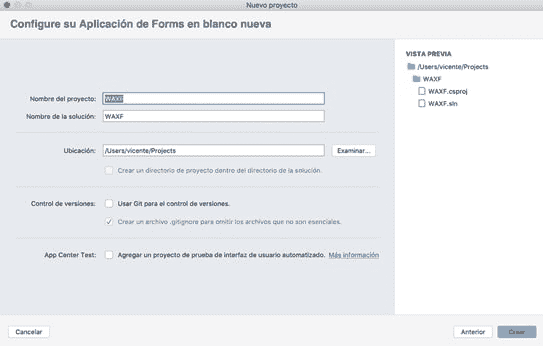 Nuevo proyecto
Configure su Aplicación de Forms en blanco nueva
Nombre del proyecto: WAXF
Nombre de la solución: WAXF
Ubicación: /Users/vicente/Projects Examinar...
Crear un directorio de proyecto dentro del directorio de la solución.
Control de versiones: Usar Git para el control de versiones.
Crear un archivo .gitignore para omitir los archivos que no son esenciales.
App Center Test: Agregar un proyecto de prueba de interfaz de usuario automatizado. Más información
VISTA PREVIA
/Users/vicente/Projects
WAXF
WAXF.csproj
WAXF.sln
Cancelar
Anterior
Crear